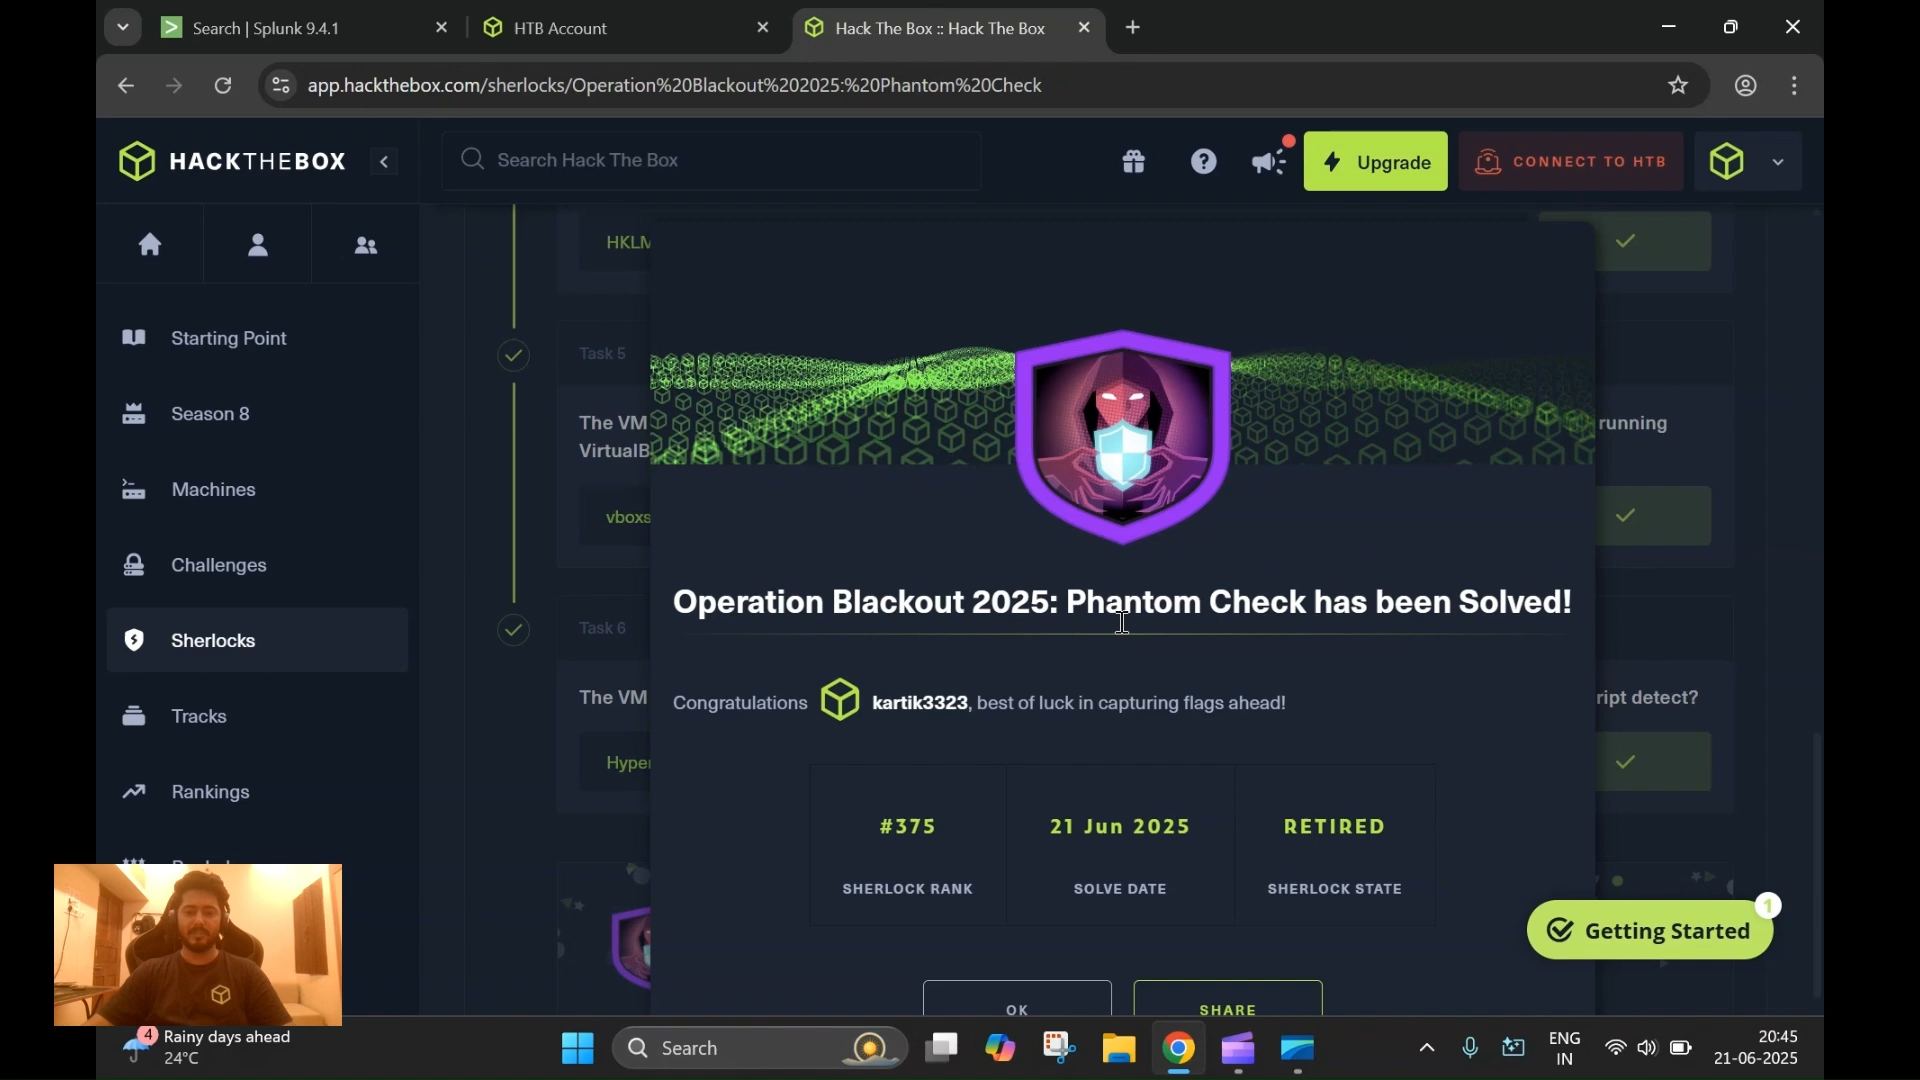 Search | Splunk 9.4.1
HTB Account
Hack The Box :: Hack The Box
app.hackthebox.com/sherlocks/Operation%20Blackout%202025:%20Phantom%20Check
HACKTHEBOX
Search Hack The Box
Upgrade
CONNECT TO HTB
Starting Point
Season 8
Machines
Challenges
Sherlocks
Tracks
Rankings
HKLM
Task 5
The VM
running
VirtualB
vboxs
Task 6
The VM
ript detect?
Hyper
Operation Blackout 2025: Phantom Check has been Solved!
Congratulations kartik3323, best of luck in capturing flags ahead!
#375
SHERLOCK RANK
21 Jun 2025
SOLVE DATE
RETIRED
SHERLOCK STATE
OK
SHARE
1
Getting Started
4
Rainy days ahead
24°C
Search
ENG
IN
20:45
21-06-2025